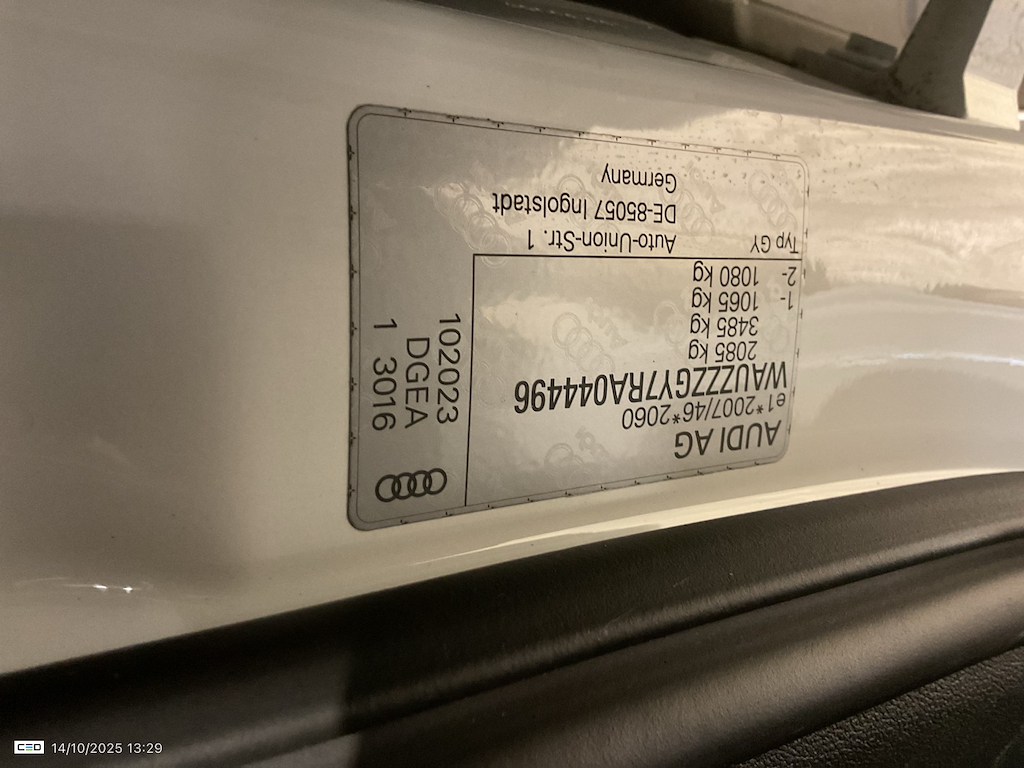 AUDI AG
e1*2007/46*2060
WAUZZZGY7RA044496
2085 kg
3485 kg
1- 1065 kg
2- 1080 kg
Typ GY
Auto-Union-Str. 1
DE-85057 Ingolstadt
Germany
102023
DGEA
1 3016
CEO 14/10/2025 13:29